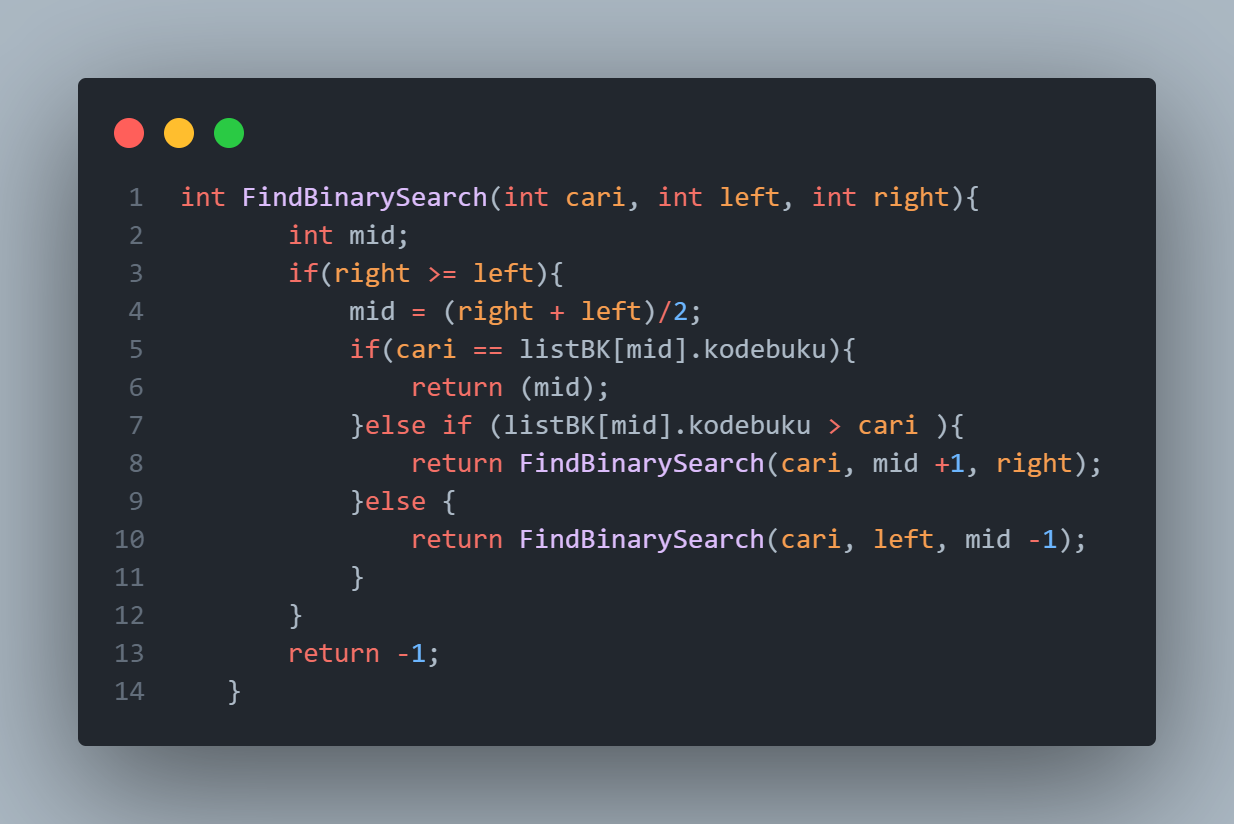 1 int FindBinarySearch(int cari, int left, int right){
2 int mid;
3 if(right >= left){
4 mid = (right + left)/2;
5 if(cari == listBK[mid].kodebuku){
6 return (mid);
7 }else if (listBK[mid].kodebuku > cari ){
8 return FindBinarySearch(cari, mid +1, right);
9 }else {
10 return FindBinarySearch(cari, left, mid -1);
11 }
12 }
13 return -1;
14 }